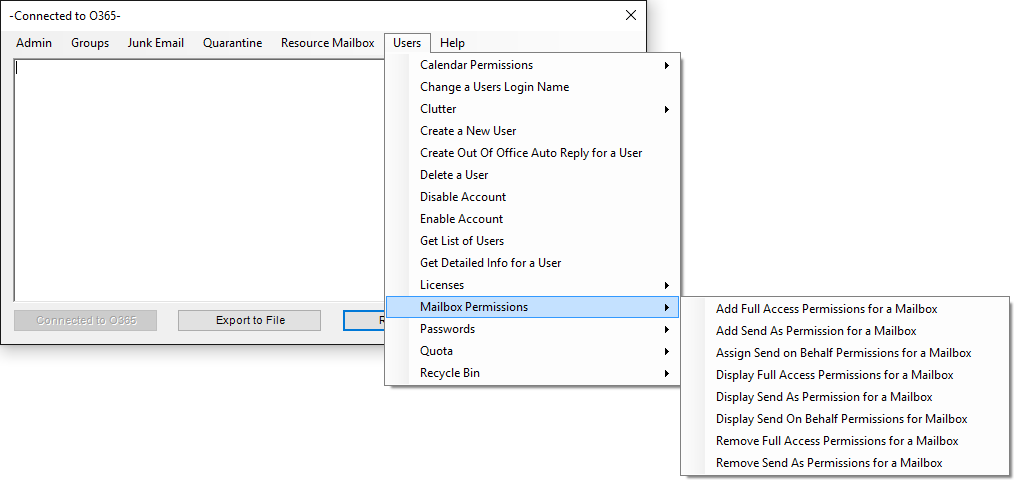 -Connected to O365-
Admin Groups Junk Email Quarantine Resource Mailbox Users Help
Calendar Permissions
Change a Users Login Name
Clutter
Create a New User
Create Out Of Office Auto Reply for a User
Delete a User
Disable Account
Enable Account
Get List of Users
Get Detailed Info for a User
Licenses
Mailbox Permissions
Passwords
Quota
Recycle Bin
Add Full Access Permissions for a Mailbox
Add Send As Permission for a Mailbox
Assign Send on Behalf Permissions for a Mailbox
Display Full Access Permissions for a Mailbox
Display Send As Permission for a Mailbox
Display Send On Behalf Permissions for Mailbox
Remove Full Access Permissions for a Mailbox
Remove Send As Permissions for a Mailbox
Connected to O365 Export to File